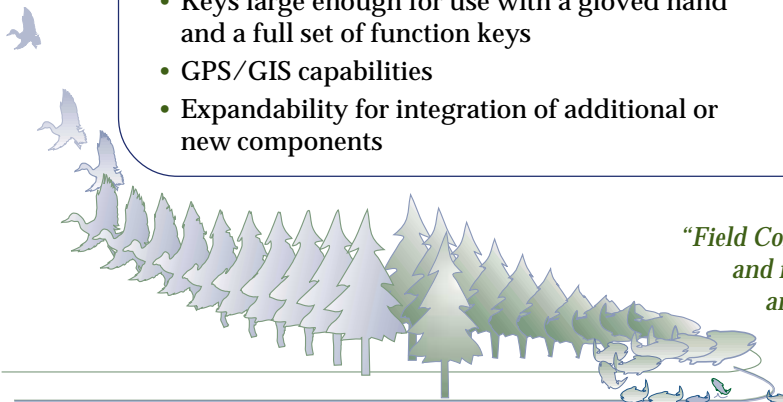 • Keys large enough for use with a gloved hand
and a full set of function keys
• GPS/GIS capabilities
• Expandability for integration of additional or
new components
“Field Co
and